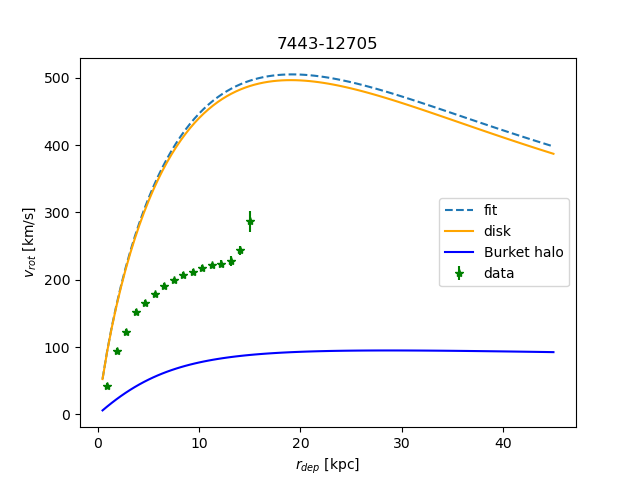 7443-12705
500
400
300
200
100
0
v_rot [km/s]
fit
disk
Burket halo
data
0 10 20 30 40
r_dep [kpc]